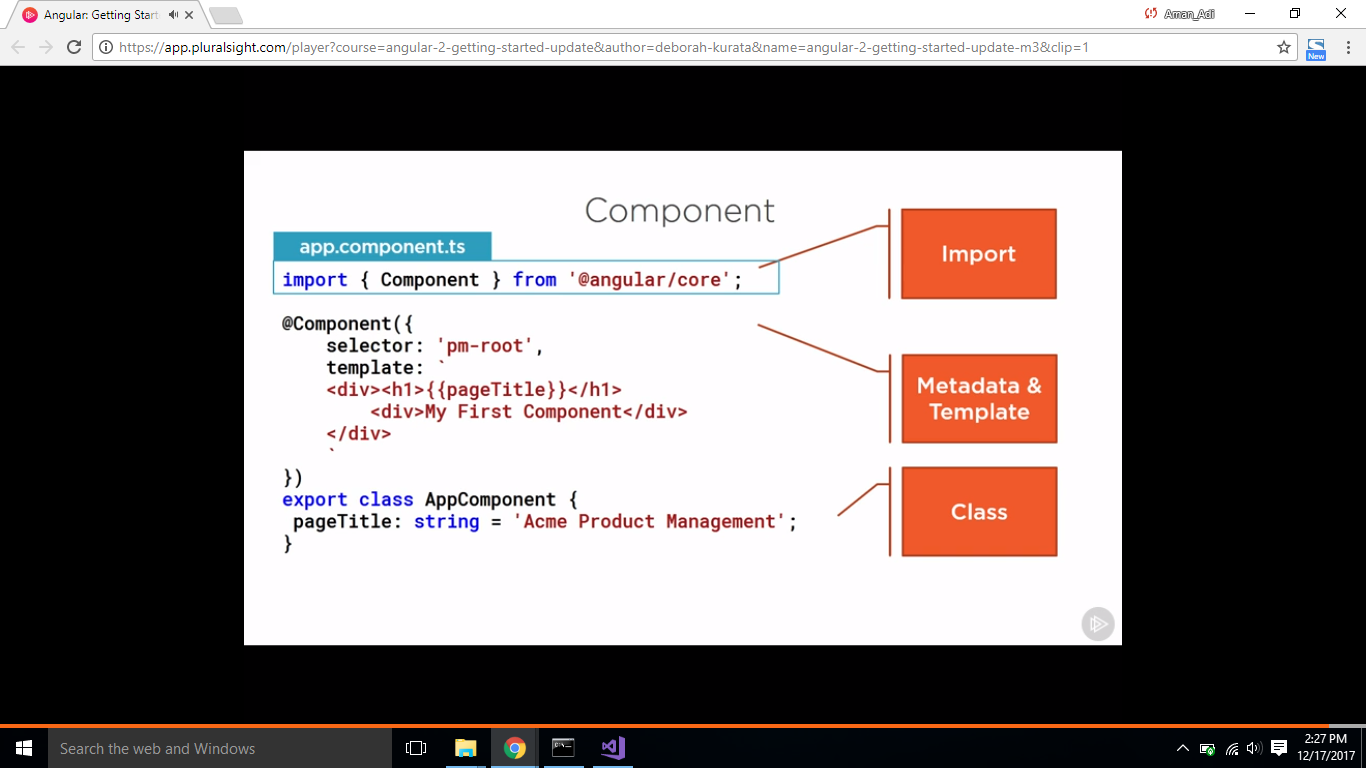 Angular: Getting Start
Aman_Adi
https://app.pluralsight.com/player?course=angular-2-getting-started-update&author=deborah-kurata&name=angular-2-getting-started-update-m3&clip=1
New
Component
app.component.ts
import { Component } from '@angular/core';
@Component({
selector: 'pm-root',
template: `
<div><h1>{{pageTitle}}</h1>
<div>My First Component</div>
</div>
`
})
export class AppComponent {
pageTitle: string = 'Acme Product Management';
}
Import
Metadata &
Template
Class
Search the web and Windows
2:27 PM
12/17/2017